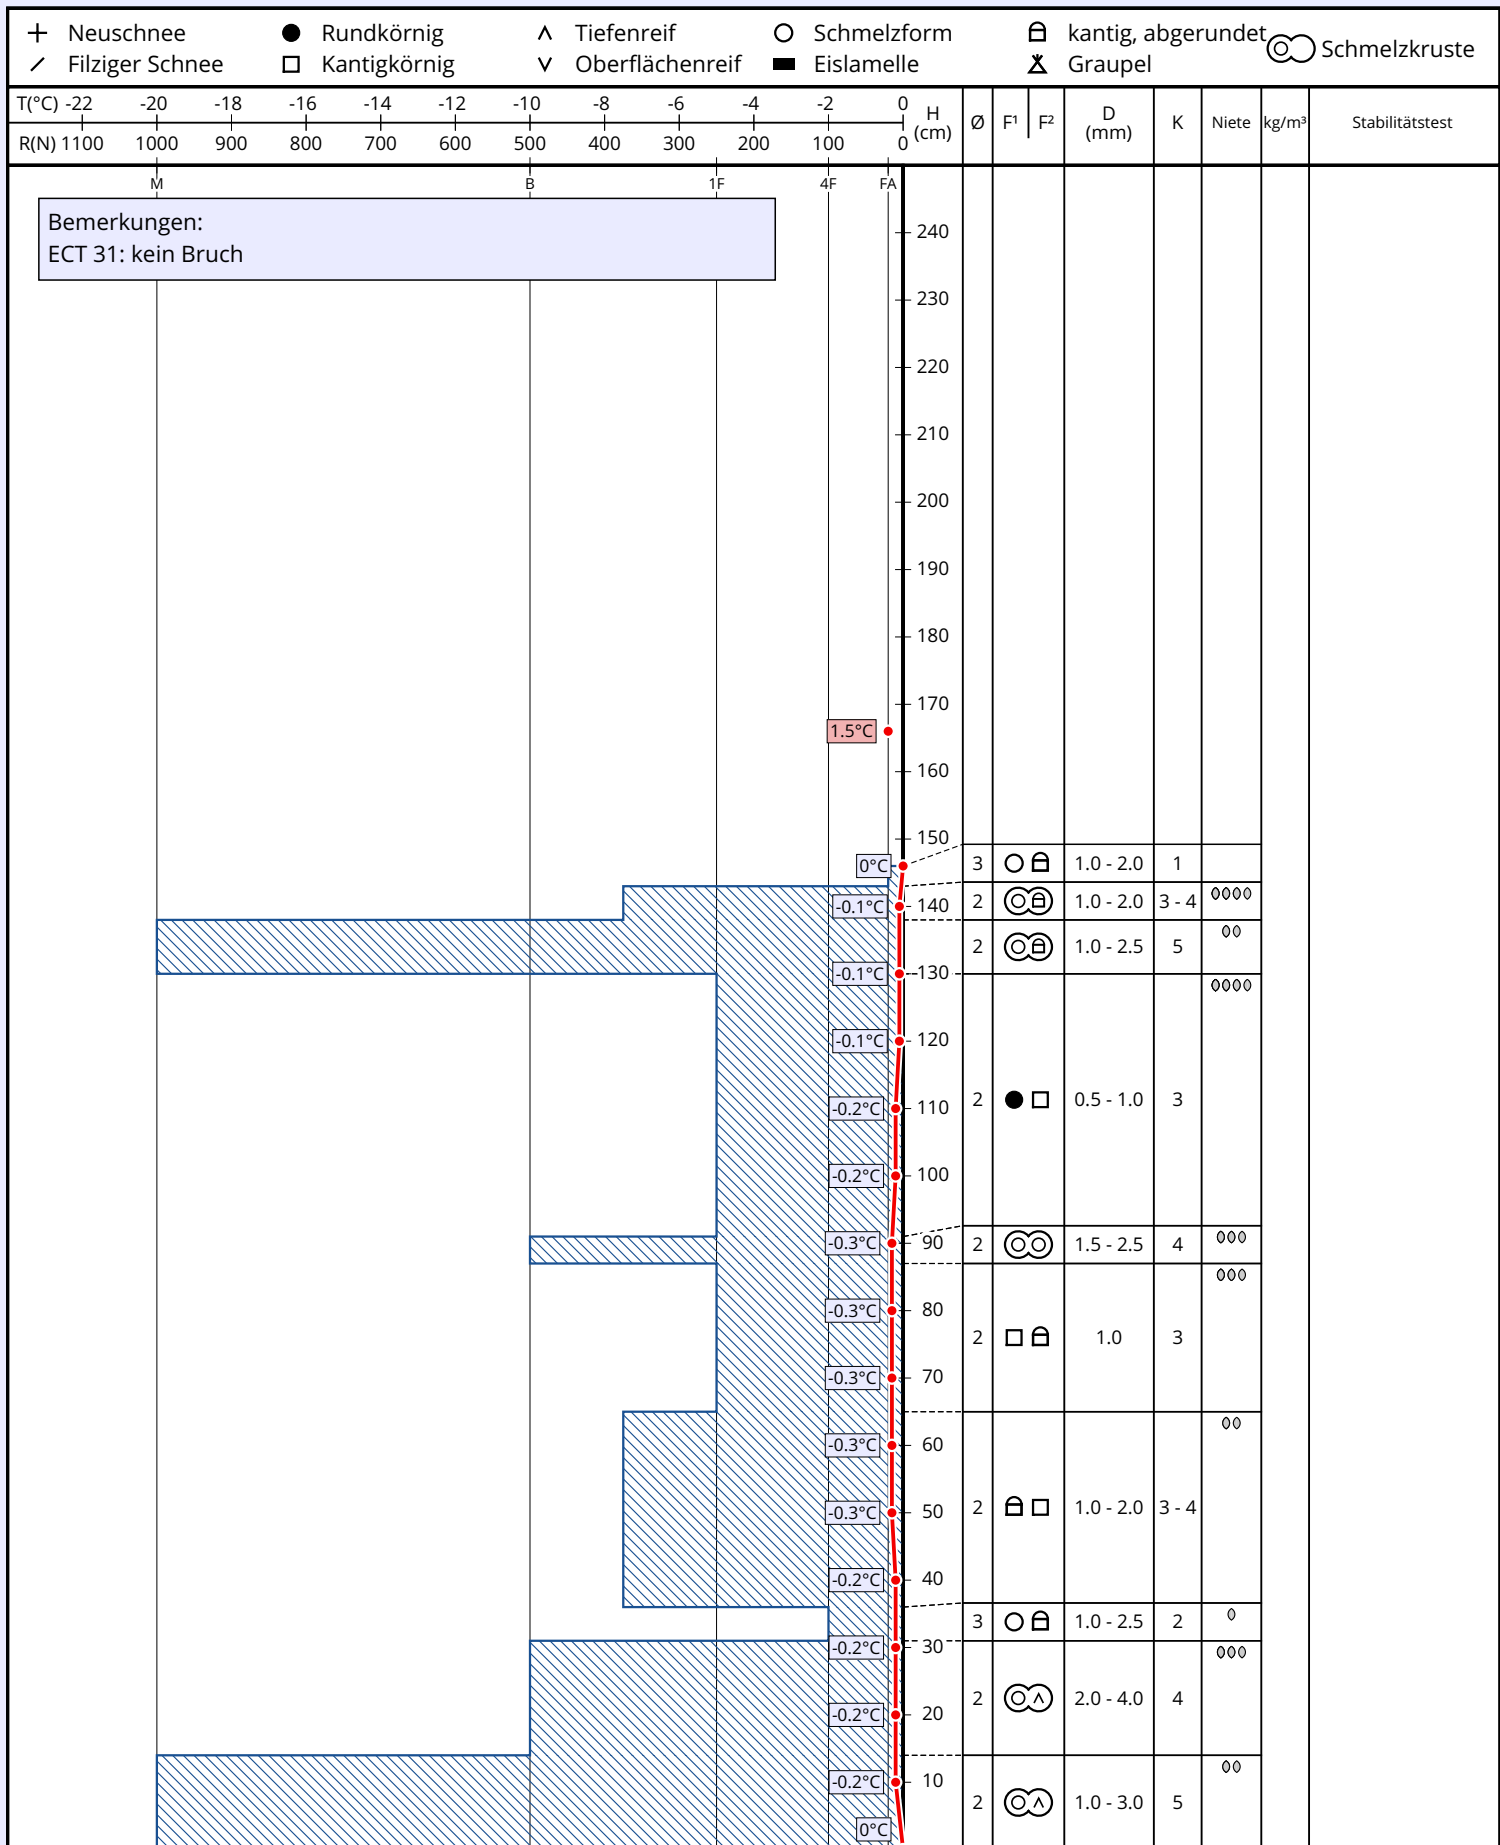 Neuschnee Rundkörnig Tiefenreif Schmelzform kantig, abgerundet Schmelzkruste
Filziger Schnee Kantigkörnig Oberflächenreif Eislamelle Graupel
T(°C) -22 -20 -18 -16 -14 -12 -10 -8 -6 -4 -2 0
R(N) 1100 1000 900 800 700 600 500 400 300 200 100 0
H (cm) Ø F¹ F² D (mm) K Niete kg/m³ Stabilitätstest
M B 1F 4F FA
Bemerkungen:
ECT 31: kein Bruch
240
230
220
210
200
190
180
170
1.5°C
160
150
0°C 3 1.0 - 2.0 1
-0.1°C 140 2 1.0 - 2.0 3 - 4
2 1.0 - 2.5 5
-0.1°C 130
-0.1°C 120
2 0.5 - 1.0 3
-0.2°C 110
-0.2°C 100
-0.3°C 90 2 1.5 - 2.5 4
-0.3°C 80
2 1.0 3
-0.3°C 70
-0.3°C 60
2 1.0 - 2.0 3 - 4
-0.3°C 50
-0.2°C 40
3 1.0 - 2.5 2
-0.2°C 30
2 2.0 - 4.0 4
-0.2°C 20
-0.2°C 10
2 1.0 - 3.0 5
0°C